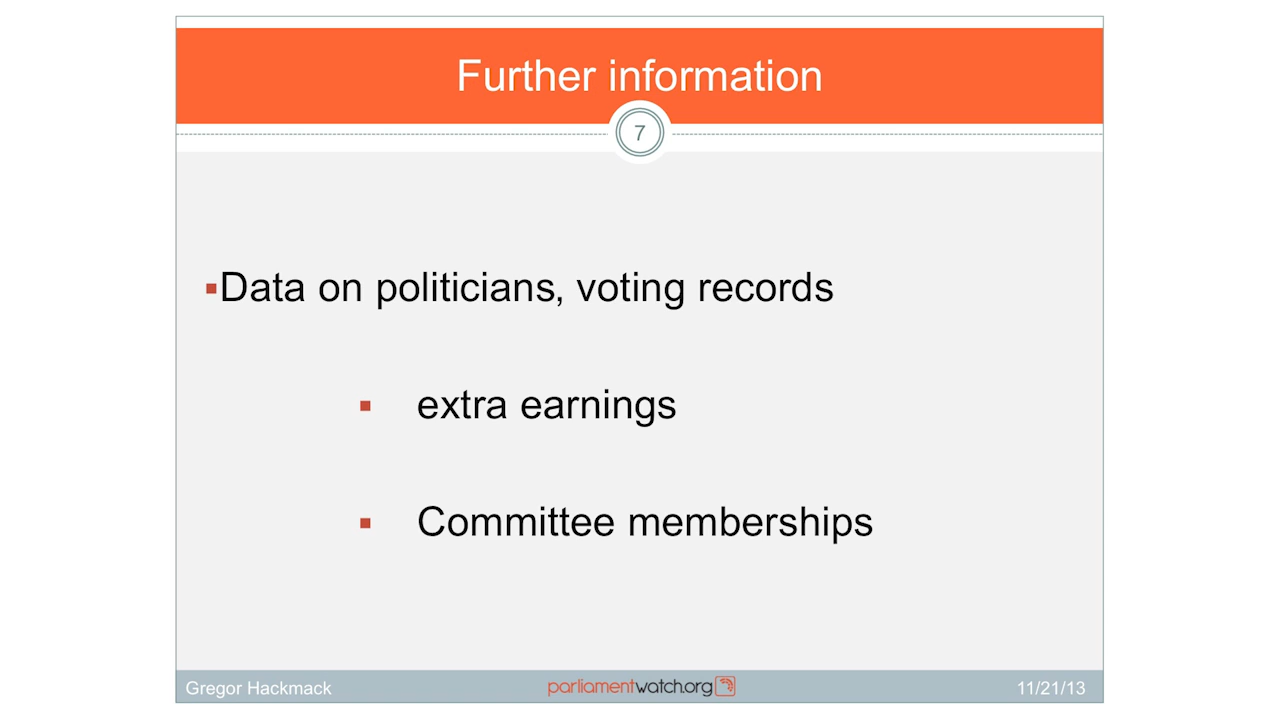 Further information
7
▪Data on politicians, voting records
▪ extra earnings
▪ Committee memberships
Gregor Hackmack parliamentwatch.org 11/21/13